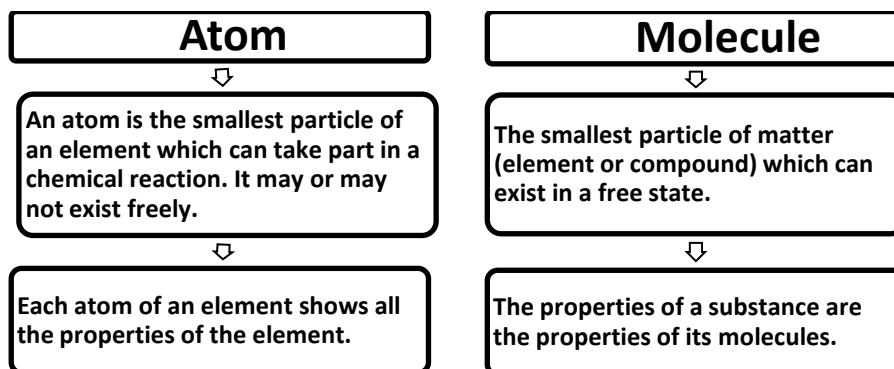 Atom
An atom is the smallest particle of
an element which can take part in a
chemical reaction. It may or may
not exist freely.
Each atom of an element shows all
the properties of the element.
Molecule
The smallest particle of matter
(element or compound) which can
exist in a free state.
The properties of a substance are
the properties of its molecules.